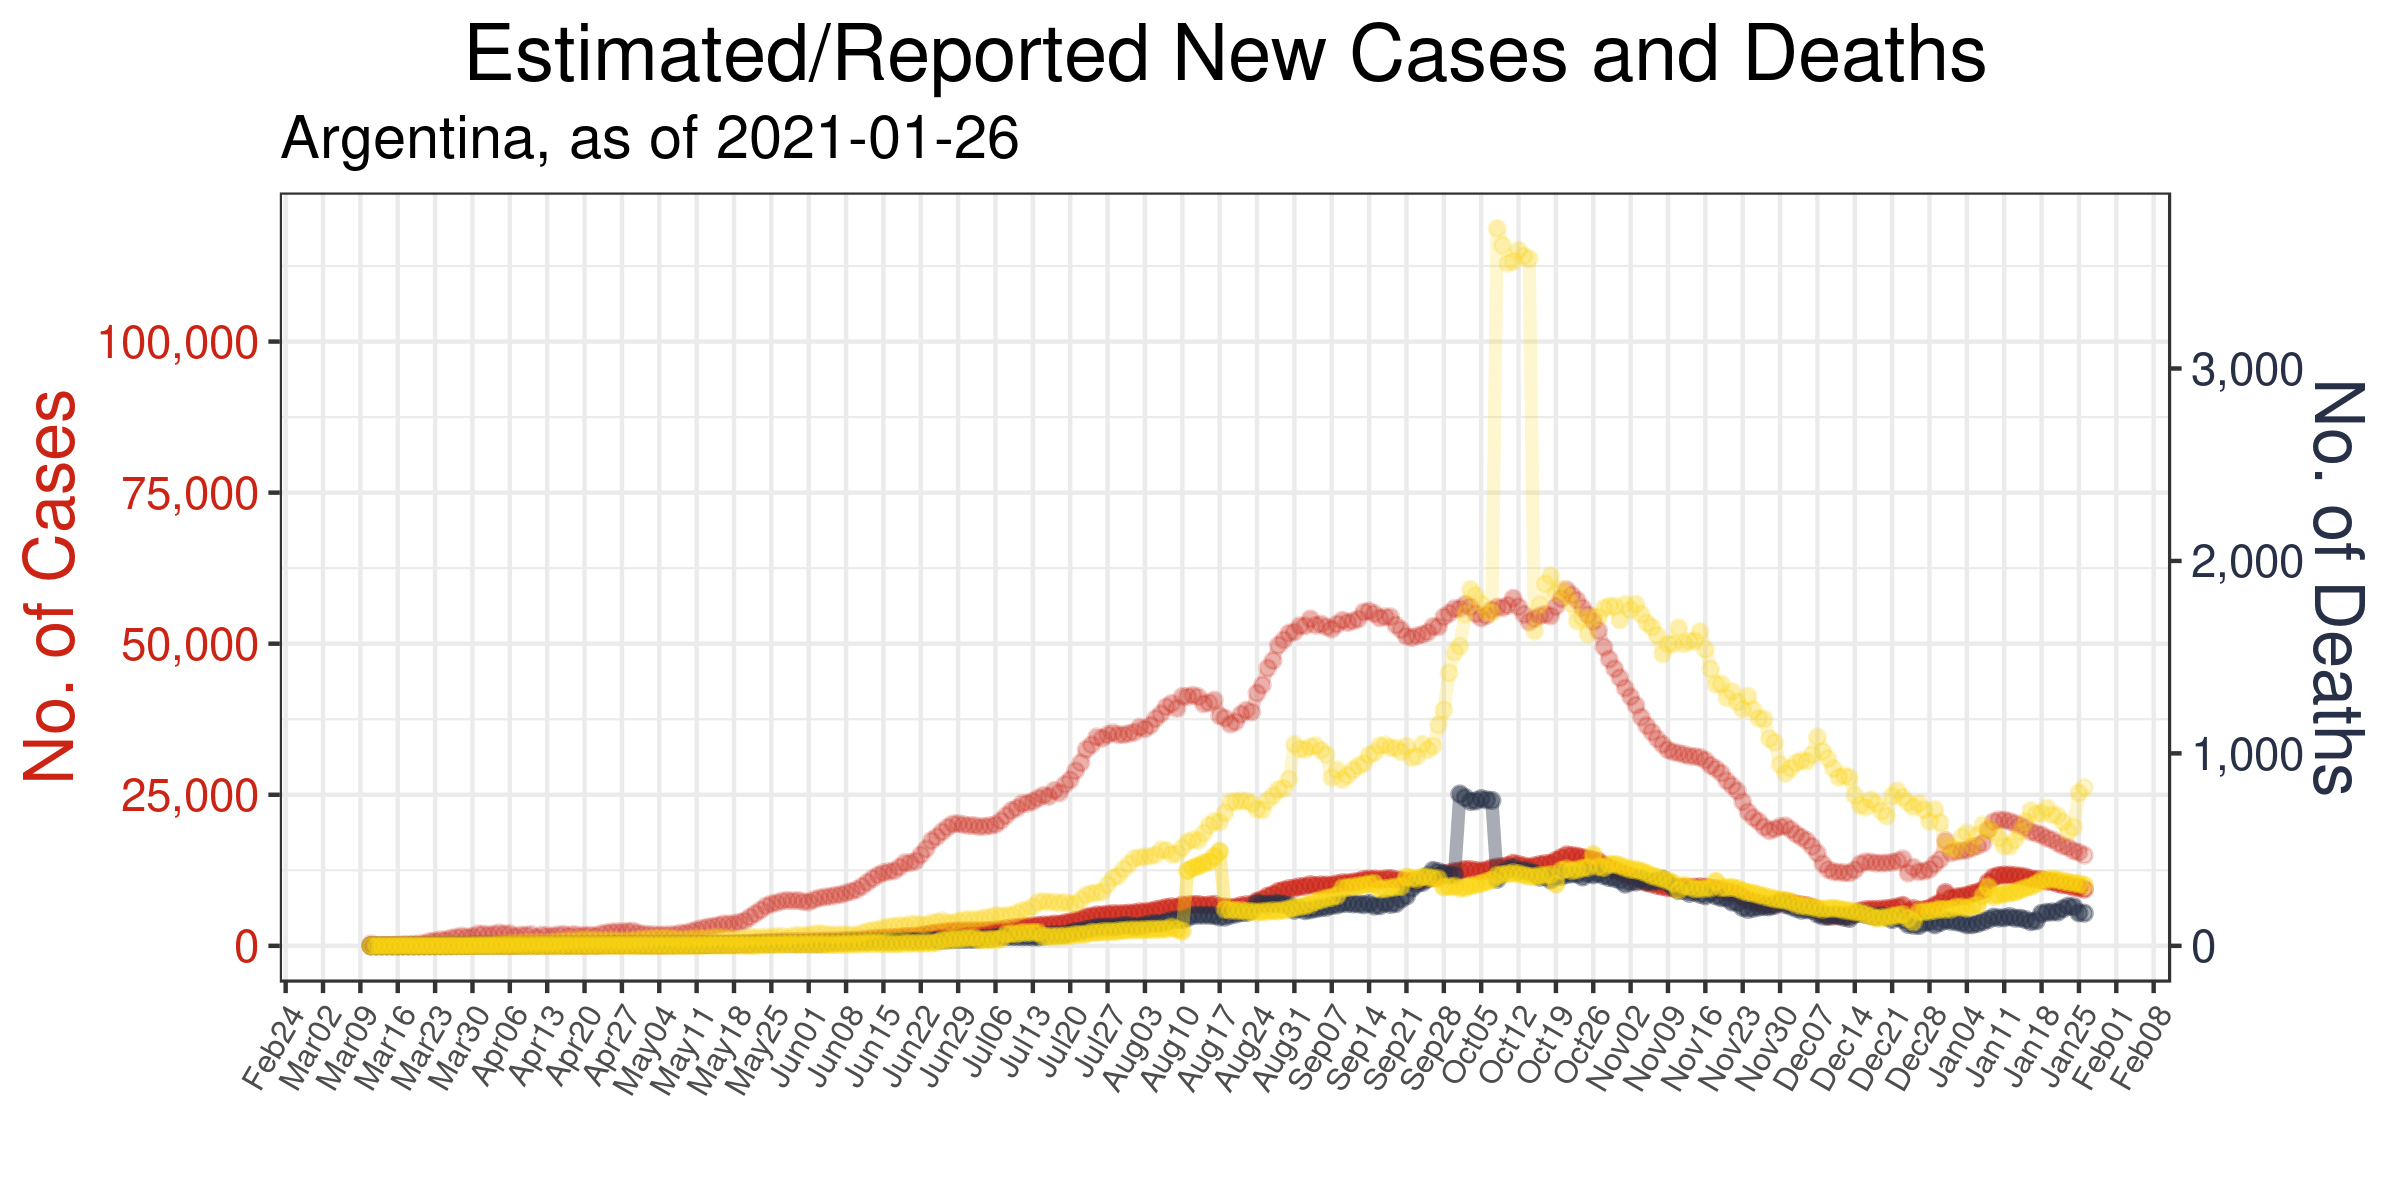 Estimated/Reported New Cases and Deaths
Argentina, as of 2021-01-26
No. of Cases
100,000
75,000
50,000
25,000
0
3,000
2,000
1,000
0
No. of Deaths
Feb24
Mar02
Mar09
Mar16
Mar23
Mar30
Apr06
Apr13
Apr20
Apr27
May04
May11
May18
May25
Jun01
Jun08
Jun15
Jun22
Jun29
Jul06
Jul13
Jul20
Jul27
Aug03
Aug10
Aug17
Aug24
Aug31
Sep07
Sep14
Sep21
Sep28
Oct05
Oct12
Oct19
Oct26
Nov02
Nov09
Nov16
Nov23
Nov30
Dec07
Dec14
Dec21
Dec28
Jan04
Jan11
Jan18
Jan25
Feb01
Feb08